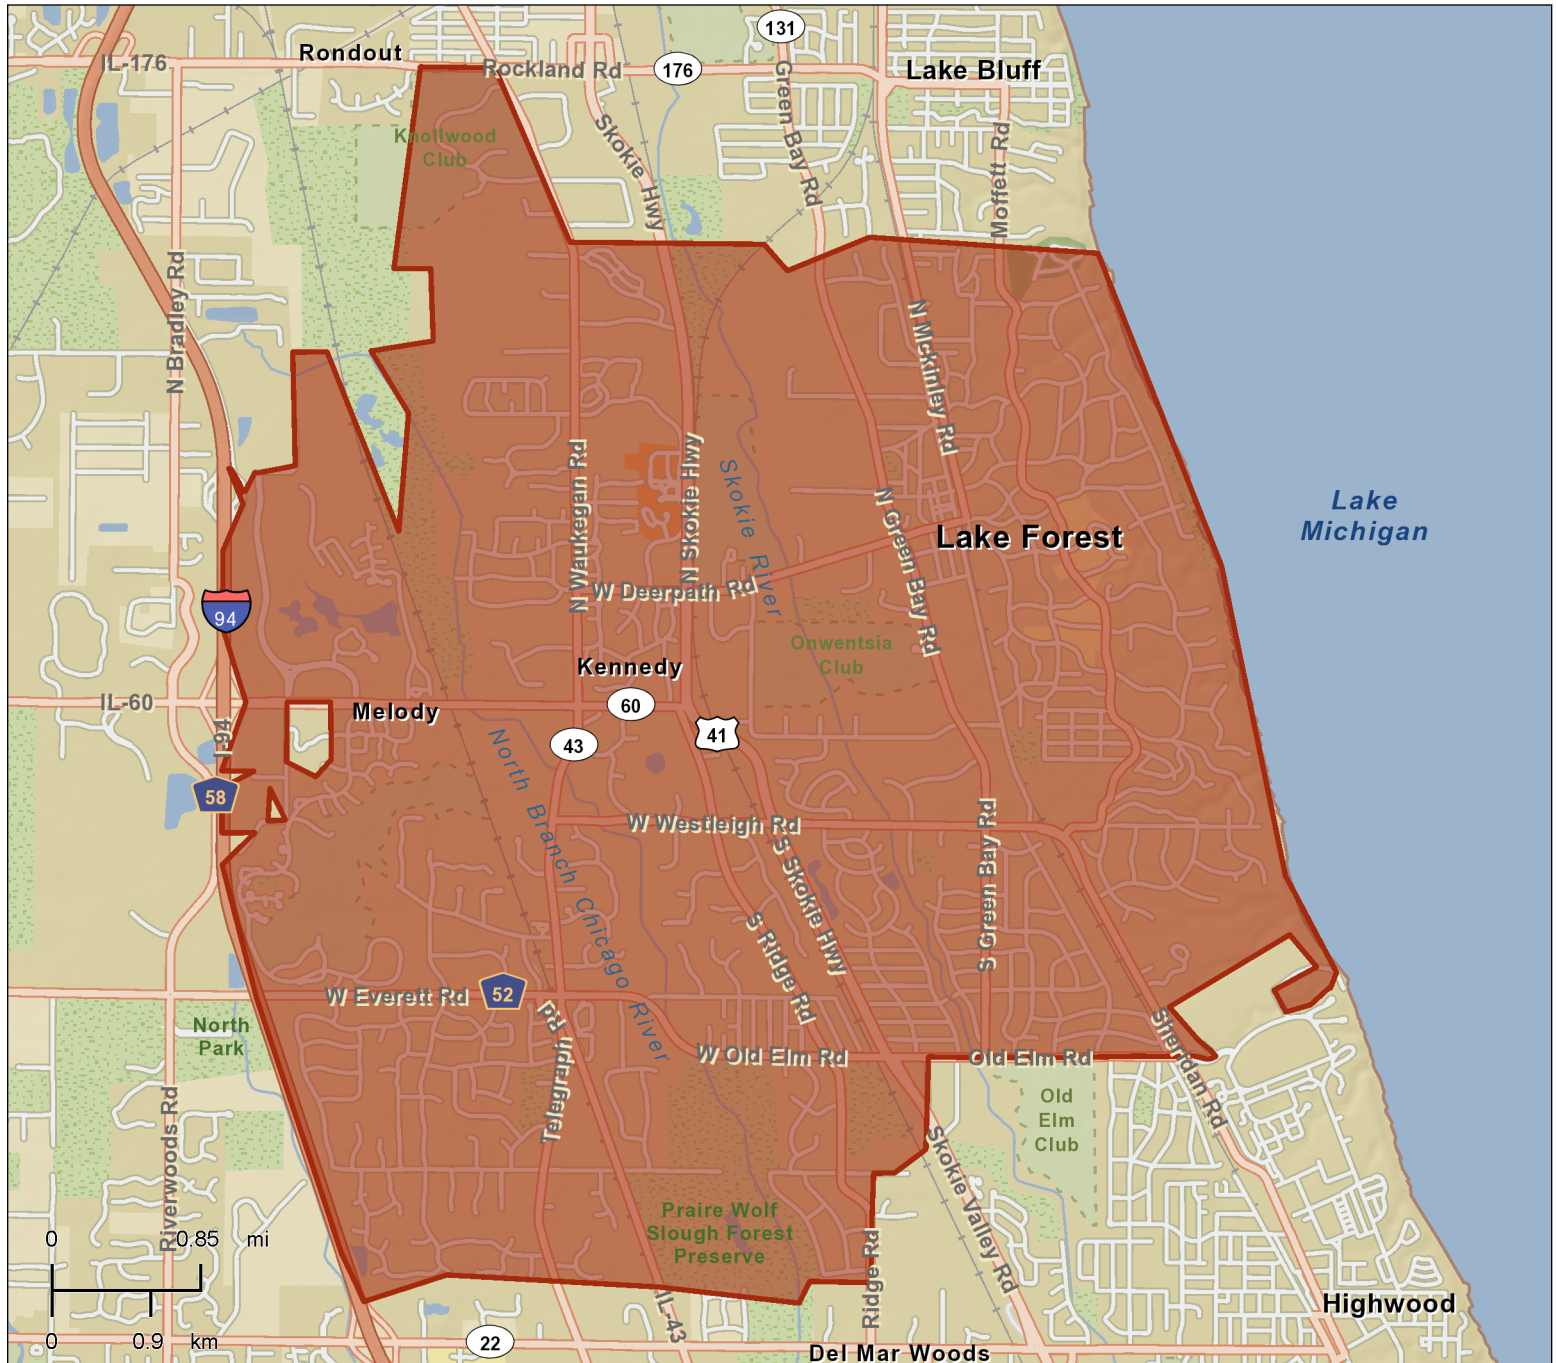 131
Rondout
IL-176
Rockland Rd
176
Lake Bluff
Green Bay Rd
Skokie Hwy
Moffett Rd
Knollwood
Club
N Bradley Rd
N Mckinley Rd
N Waukegan Rd
N Skokie Hwy
Skokie River
N Green Bay Rd
Lake Forest
Lake
Michigan
W Deerpath Rd
94
Onwentsia
Club
Kennedy
IL-60
Melody
60
43
41
I-94
58
North Branch Chicago River
W Westleigh Rd
S Skokie Hwy
S Green Bay Rd
S Ridge Rd
W Everett Rd
52
North
Park
Telegraph Rd
W Old Elm Rd
Old Elm Rd
Sheridan Rd
Old
Elm
Club
Riverwoods Rd
Skokie Valley Rd
Praire Wolf
Slough Forest
Preserve
Ridge Rd
0 0.85 mi
0 0.9 km
IL-43
22
Highwood
Del Mar Woods